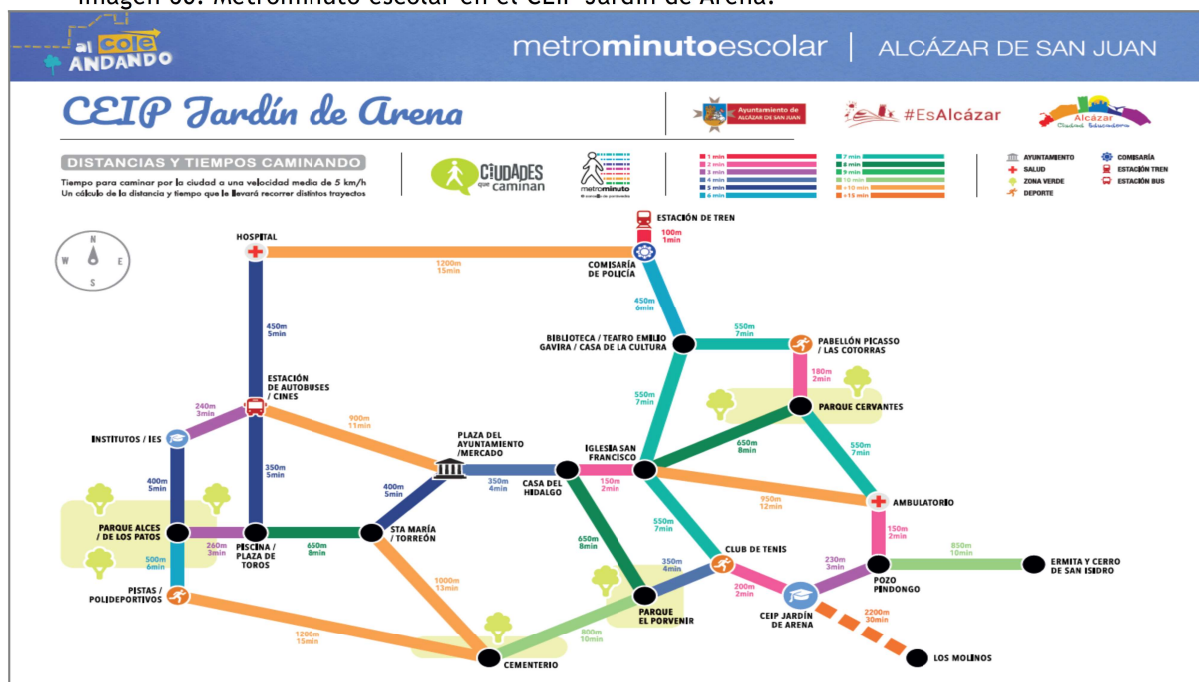 Imagen 60. Metrominuto escolar en el CEIP Jardín de Arena.
al cole
ANDANDO
metrominutoescolar | ALCÁZAR DE SAN JUAN
CEIP Jardín de Arena
Ayuntamiento de
ALCÁZAR DE SAN JUAN
#EsAlcázar
Alcázar
Ciudad Educadora
DISTANCIAS Y TIEMPOS CAMINANDO
Tiempo para caminar por la ciudad a una velocidad media de 5 km/h
Un cálculo de la distancia y tiempo que le llevará recorrer distintos trayectos
CiUDADES
que caminan
metrominuto
1 min
2 min
3 min
4 min
5 min
6 min
7 min
8 min
9 min
10 min
+10 min
+15 min
AYUNTAMIENTO
SALUD
ZONA VERDE
DEPORTE
COMISARÍA
ESTACIÓN TREN
ESTACIÓN BUS
N
W
E
S
ESTACIÓN DE TREN
100m
1min
HOSPITAL
1200m
15min
COMISARÍA
DE POLICÍA
450m
6min
450m
5min
BIBLIOTECA / TEATRO EMILIO
GAVIRA / CASA DE LA CULTURA
550m
7min
PABELLÓN PICASSO
/ LAS COTORRAS
180m
2min
ESTACIÓN
DE AUTOBUSES
/ CINES
240m
3min
900m
11min
550m
7min
PARQUE CERVANTES
INSTITUTOS / IES
PLAZA DEL
AYUNTAMIENTO
/MERCADO
IGLESIA SAN
FRANCISCO
650m
8min
550m
7min
400m
5min
350m
5min
400m
5min
350m
4min
CASA DEL
HIDALGO
150m
2min
950m
12min
AMBULATORIO
PARQUE ALCES
/ DE LOS PATOS
260m
3min
PISCINA /
PLAZA DE
TOROS
650m
8min
STA MARÍA
/ TORREÓN
650m
8min
550m
7min
150m
2min
CLUB DE TENIS
500m
6min
1000m
13min
350m
4min
200m
2min
230m
3min
850m
10min
ERMITA Y CERRO
DE SAN ISIDRO
POZO
PINDONGO
PISTAS /
POLIDEPORTIVOS
PARQUE
EL PORVENIR
CEIP JARDÍN
DE ARENA
2200m
30min
1200m
15min
800m
10min
CEMENTERIO
LOS MOLINOS